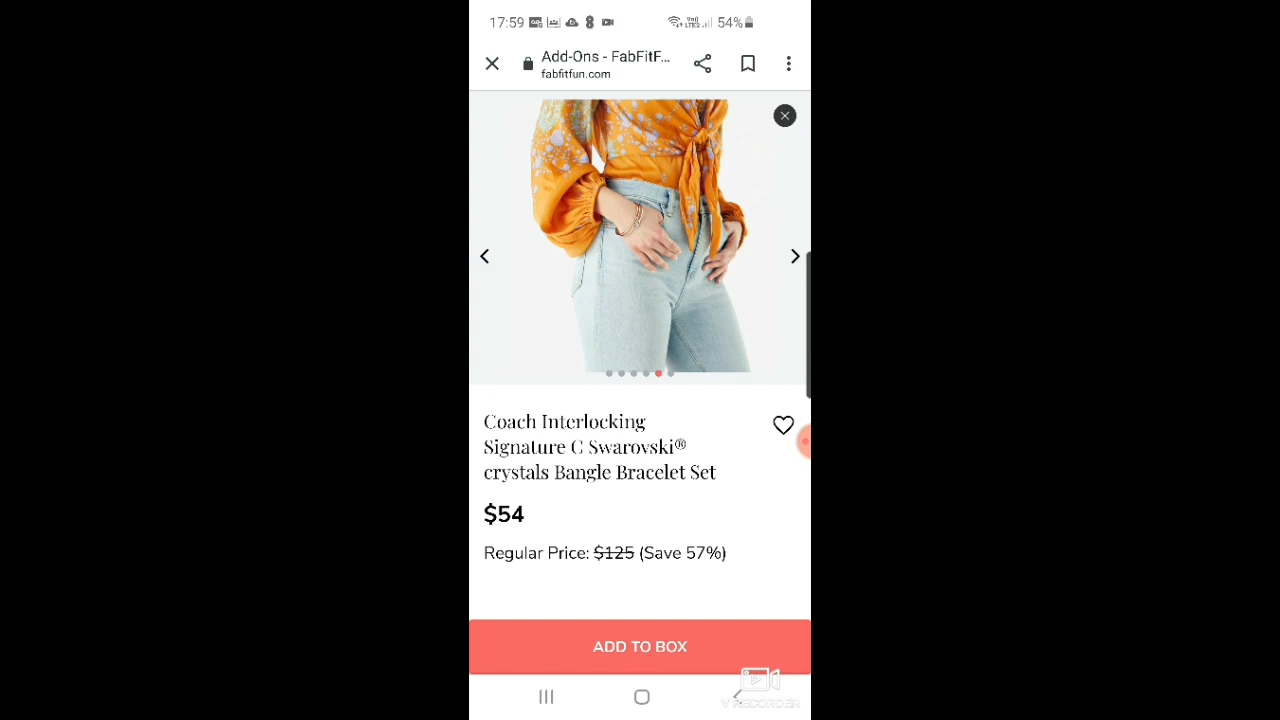 17:59 54%
Add-Ons - FabFitF...
fabfitfun.com
Coach Interlocking
Signature C Swarovski®
crystals Bangle Bracelet Set
$54
Regular Price: $125 (Save 57%)
ADD TO BOX
V RECORDER